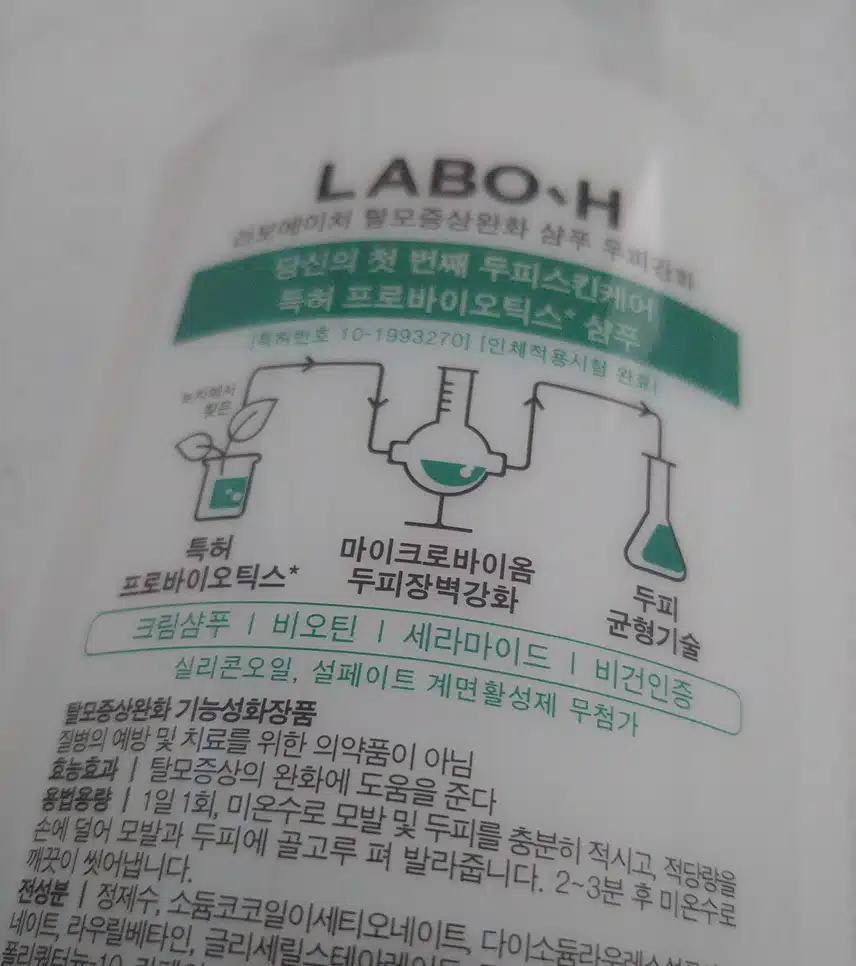 LABO、H
라보에이치 탈모증상완화 샴푸 두피강화
당신의 첫 번째 두피스킨케어
특허 프로바이오틱스* 샴푸
[특허번호 10-1993270] [인체적용시험 완료]
녹차에서
찾은
특허
프로바이오틱스*
마이크로바이옴
두피장벽강화
두피
균형기술
크림샴푸 | 비오틴 | 세라마이드 | 비건인증
실리콘오일, 설페이트 계면활성제 무첨가
탈모증상완화 기능성화장품
질병의 예방 및 치료를 위한 의약품이 아님
효능효과 | 탈모증상의 완화에 도움을 준다
용법용량 | 1일 1회, 미온수로 모발 및 두피를 충분히 적시고, 적당량을
손에 덜어 모발과 두피에 골고루 펴 발라줍니다. 2~3분 후 미온수로
깨끗이 씻어냅니다.
전성분 | 정제수, 소듐코코일이세티오네이트,
네이트, 라우릴베타인, 글리세릴스테아레이트,
폴리쿼터늄-10,